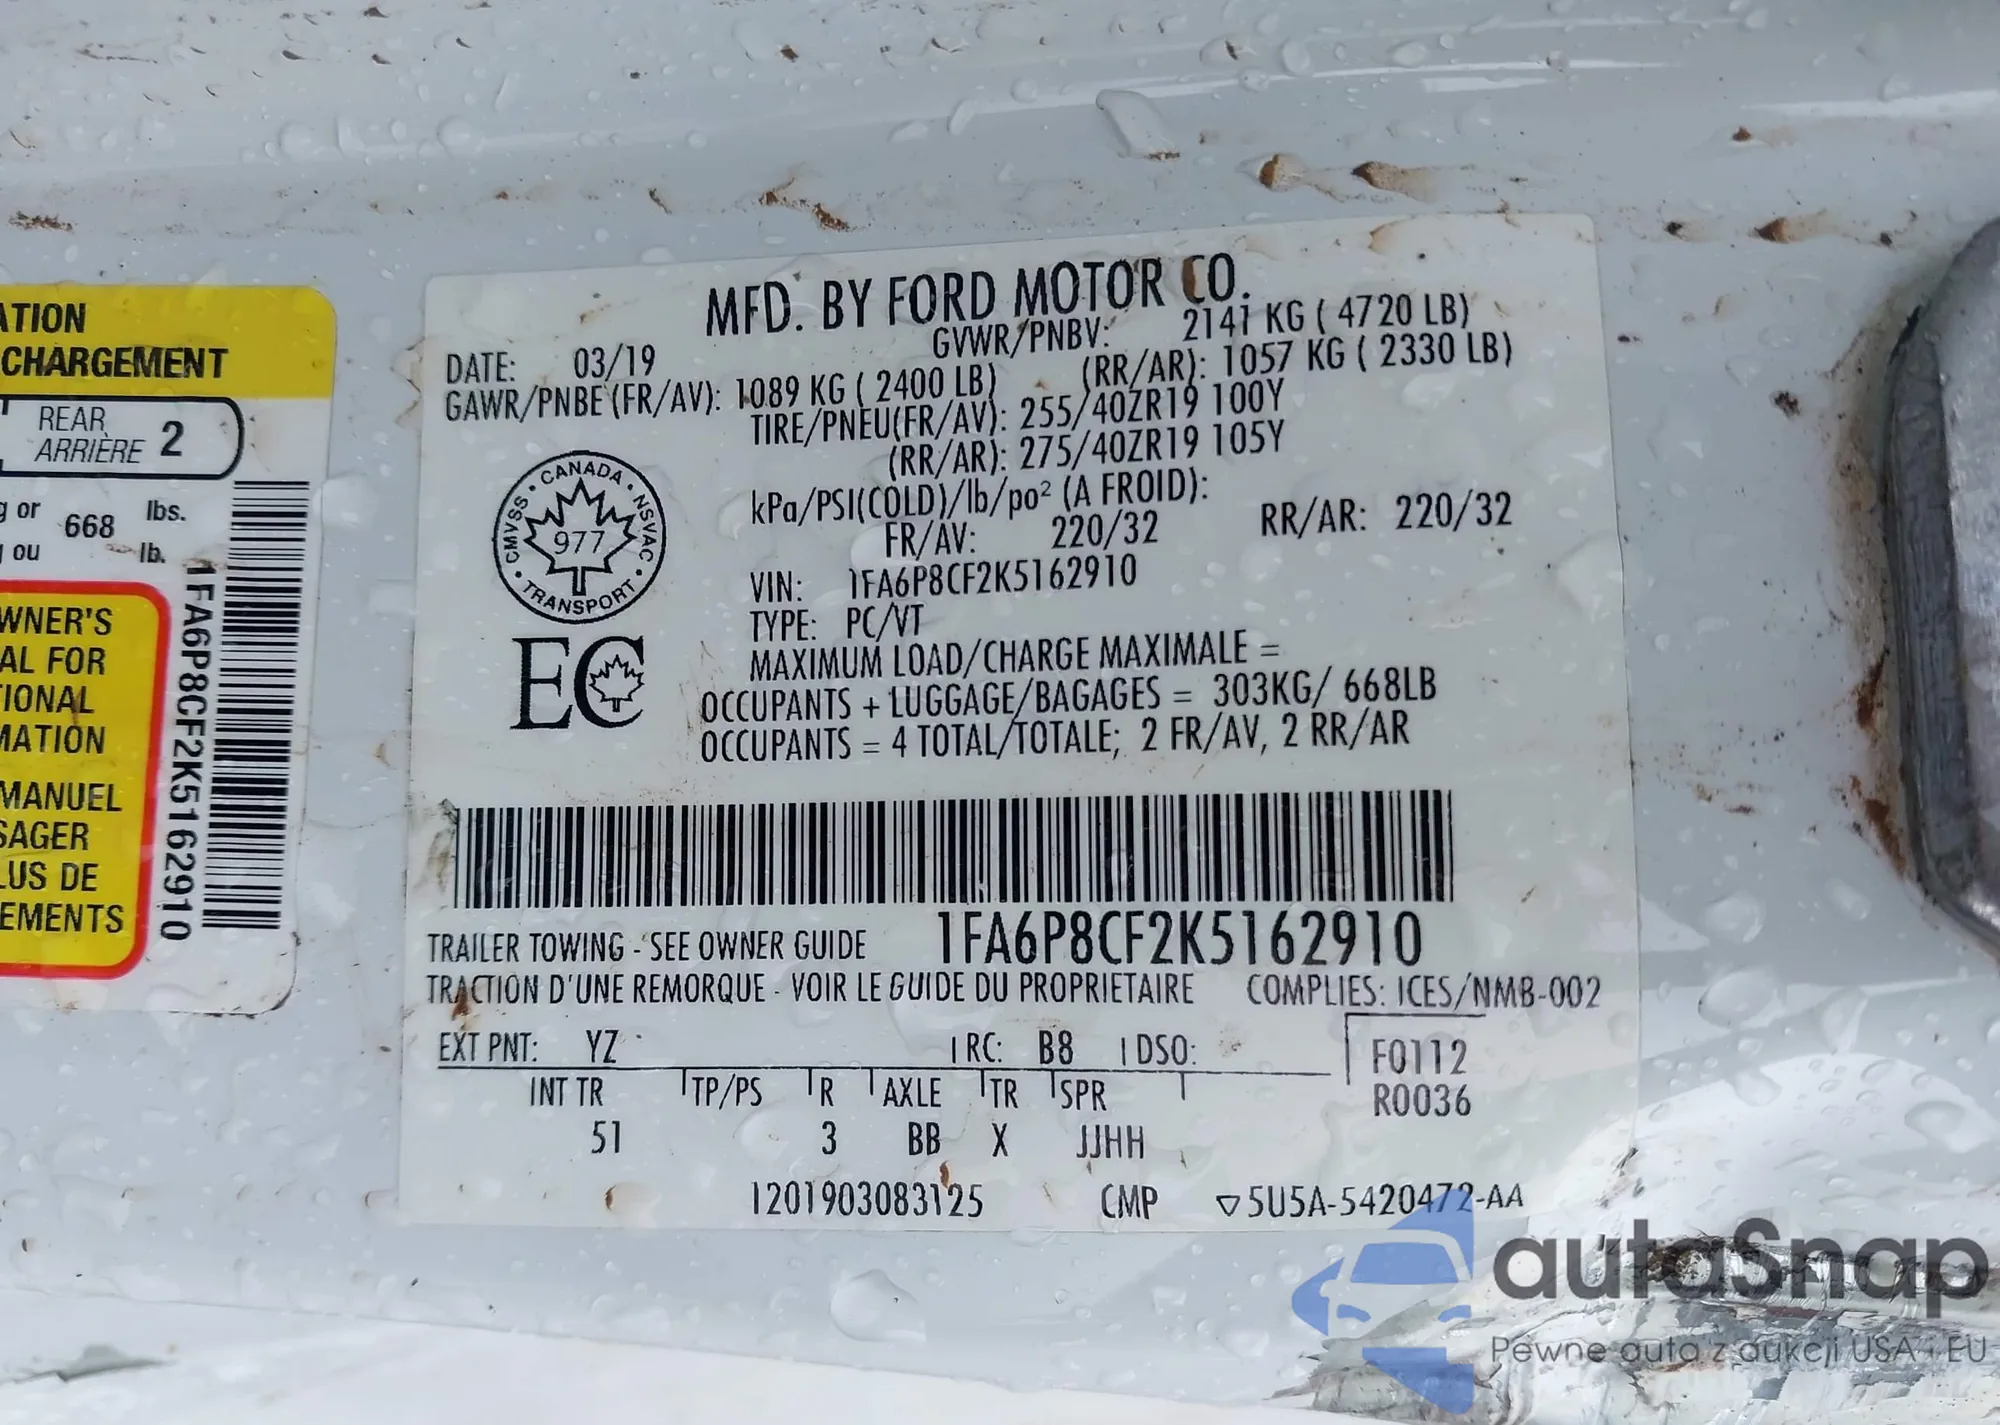 ATION
CHARGEMENT
REAR
ARRIÈRE 2
g or 668 lbs.
ou lb.
WNER'S
AL FOR
TIONAL
MATION
MANUEL
SAGER
LUS DE
EMENTS
1FA6P8CF2K5162910
MFD. BY FORD MOTOR CO.
DATE: 03/19 GVWR/PNBV: 2141 KG ( 4720 LB)
GAWR/PNBE (FR/AV): 1089 KG ( 2400 LB) (RR/AR): 1057 KG ( 2330 LB)
TIRE/PNEU(FR/AV): 255/40ZR19 100Y
(RR/AR): 275/40ZR19 105Y
kPa/PSI(COLD)/lb/po² (A FROID):
FR/AV: 220/32 RR/AR: 220/32
VIN: 1FA6P8CF2K5162910
TYPE: PC/VT
MAXIMUM LOAD/CHARGE MAXIMALE =
OCCUPANTS + LUGGAGE/BAGAGES = 303KG/ 668LB
OCCUPANTS = 4 TOTAL/TOTALE; 2 FR/AV, 2 RR/AR
CANADA · NSVAC · TRANSPORT · CMVSS ·
977
EC
1FA6P8CF2K5162910
TRAILER TOWING - SEE OWNER GUIDE
TRACTION D'UNE REMORQUE - VOIR LE GUIDE DU PROPRIETAIRE COMPLIES: ICES/NMB-002
EXT PNT: YZ RC: B8 DSO: F0112
INT TR TP/PS R AXLE TR SPR R0036
51 3 BB X JJHH
1201903083125 CMP ▽5U5A-5420472-AA
autaSnap
Pewne auta z aukcji USA i EU